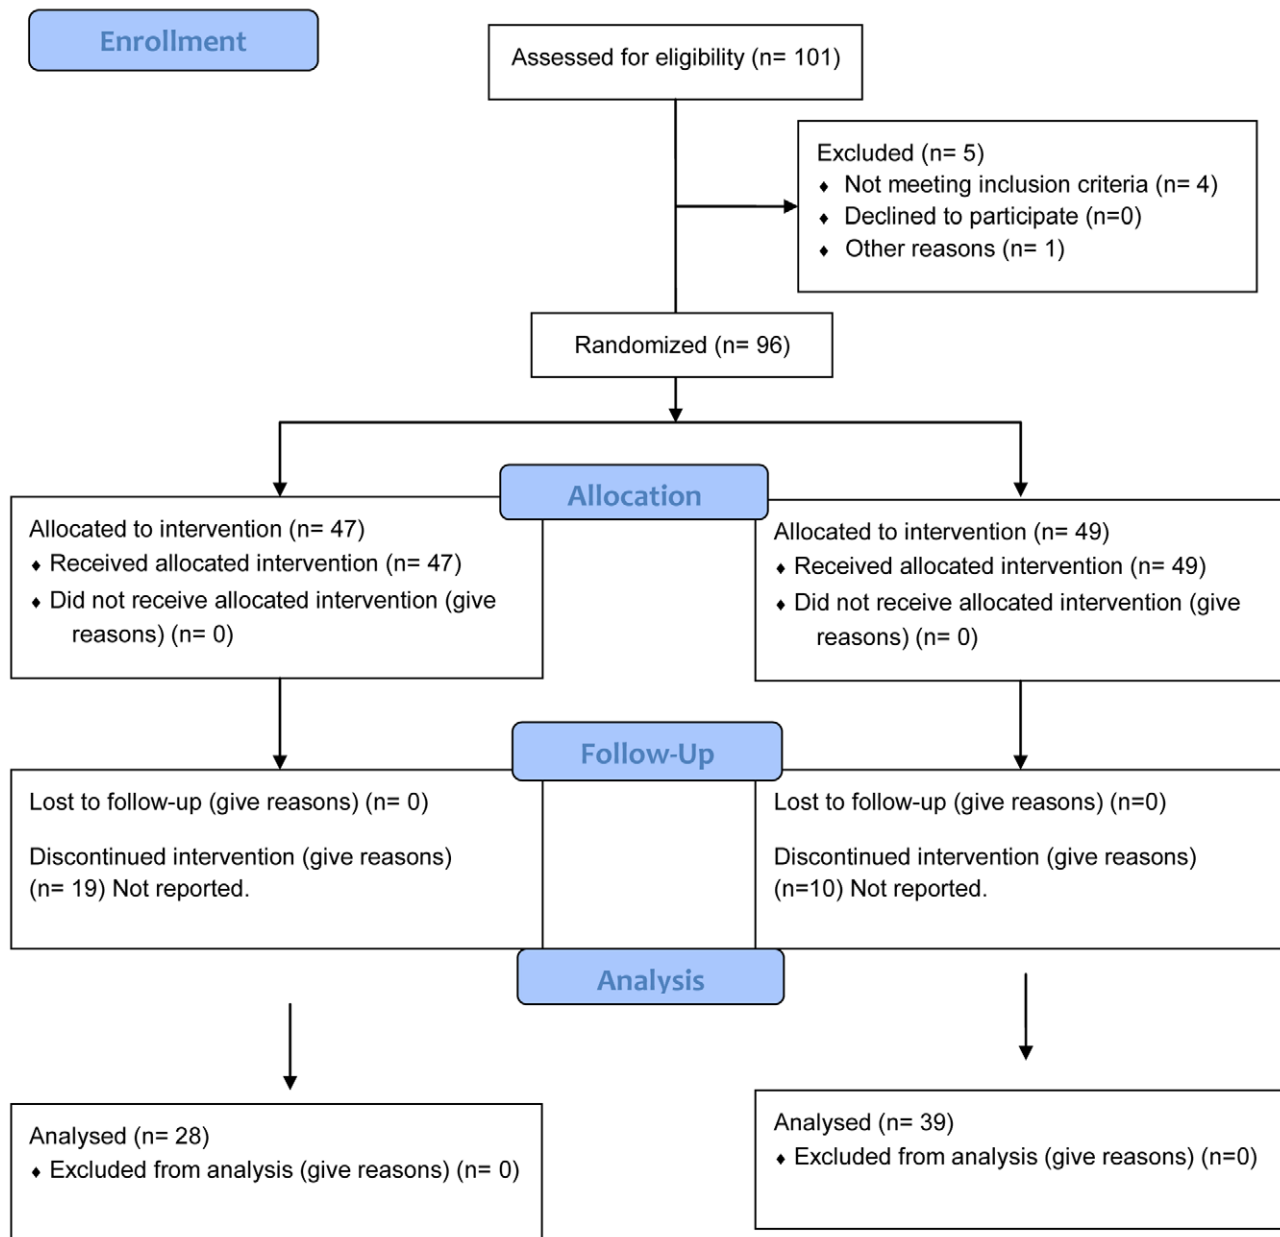 Enrollment
Assessed for eligibility (n= 101)
Excluded (n= 5)
♦ Not meeting inclusion criteria (n= 4)
♦ Declined to participate (n=0)
♦ Other reasons (n= 1)
Randomized (n= 96)
Allocation
Allocated to intervention (n= 47)
♦ Received allocated intervention (n= 47)
♦ Did not receive allocated intervention (give
reasons) (n= 0)
Allocated to intervention (n= 49)
♦ Received allocated intervention (n= 49)
♦ Did not receive allocated intervention (give
reasons) (n= 0)
Follow-Up
Lost to follow-up (give reasons) (n= 0)
Discontinued intervention (give reasons)
(n= 19) Not reported.
Lost to follow-up (give reasons) (n=0)
Discontinued intervention (give reasons)
(n=10) Not reported.
Analysis
Analysed (n= 28)
♦ Excluded from analysis (give reasons) (n= 0)
Analysed (n= 39)
♦ Excluded from analysis (give reasons) (n=0)